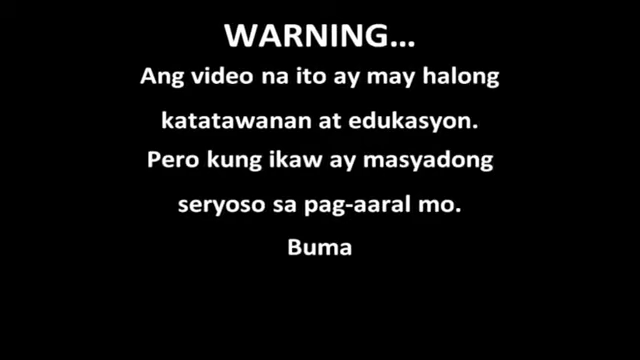 WARNING...
Ang video na ito ay may halong
katatawanan at edukasyon.
Pero kung ikaw ay masyadong
seryoso sa pag-aaral mo.
Buma